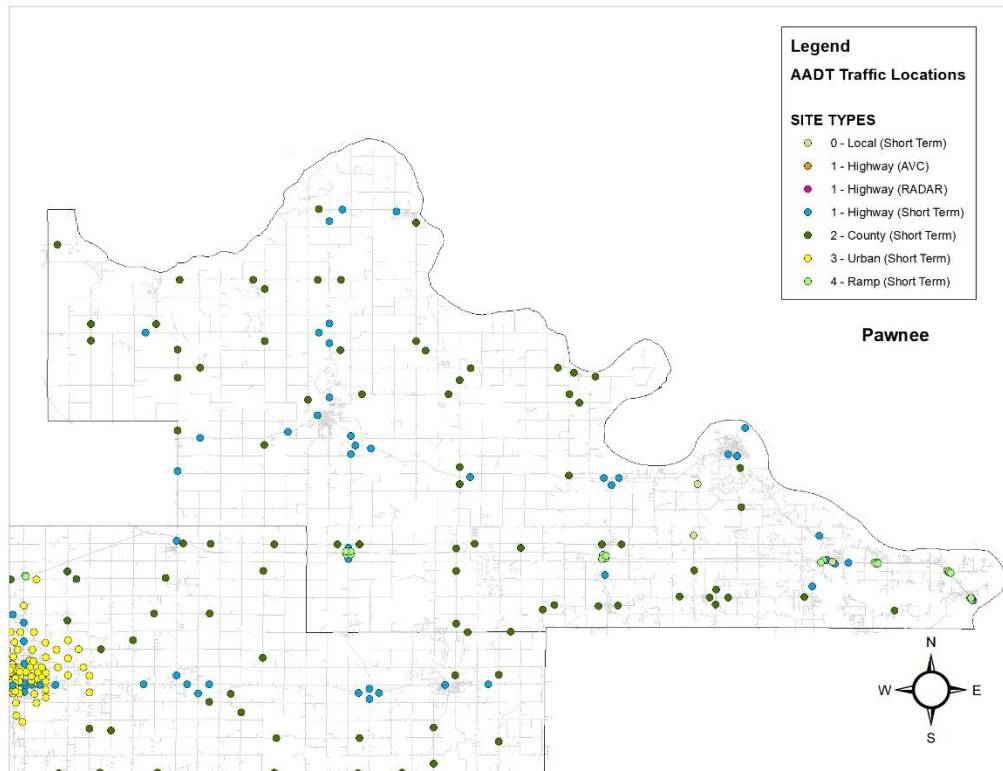 Legend
AADT Traffic Locations
SITE TYPES
0 - Local (Short Term)
1 - Highway (AVC)
1 - Highway (RADAR)
1 - Highway (Short Term)
2 - County (Short Term)
3 - Urban (Short Term)
4 - Ramp (Short Term)
Pawnee
N
W E
S